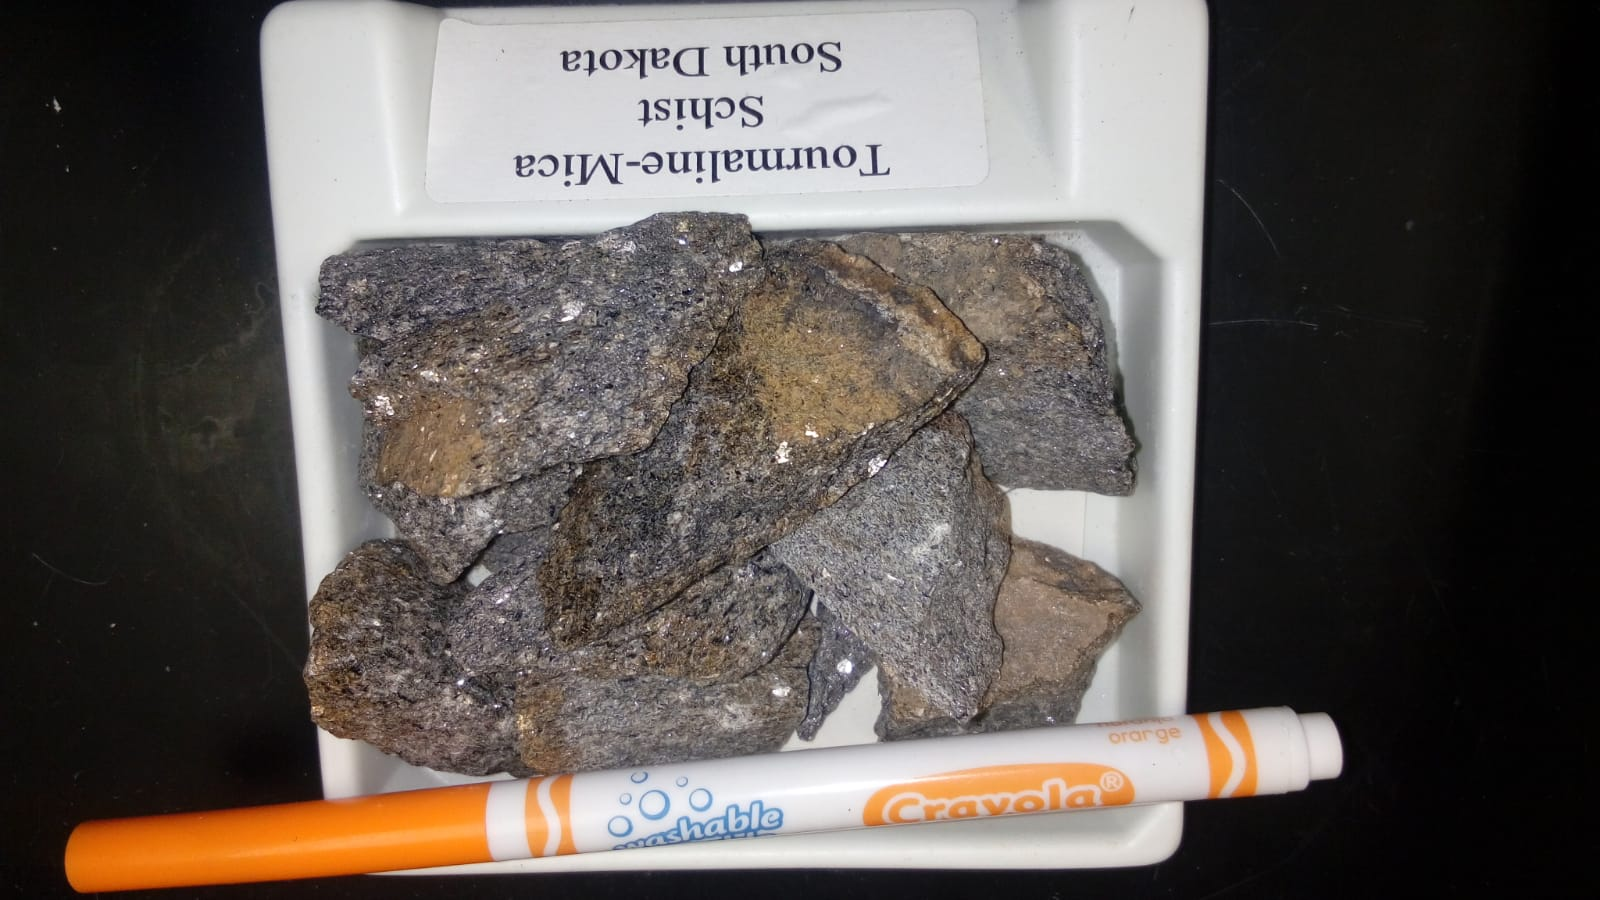 Tourmaline-Mica
Schist
South Dakota
orange
Crayola®
washable